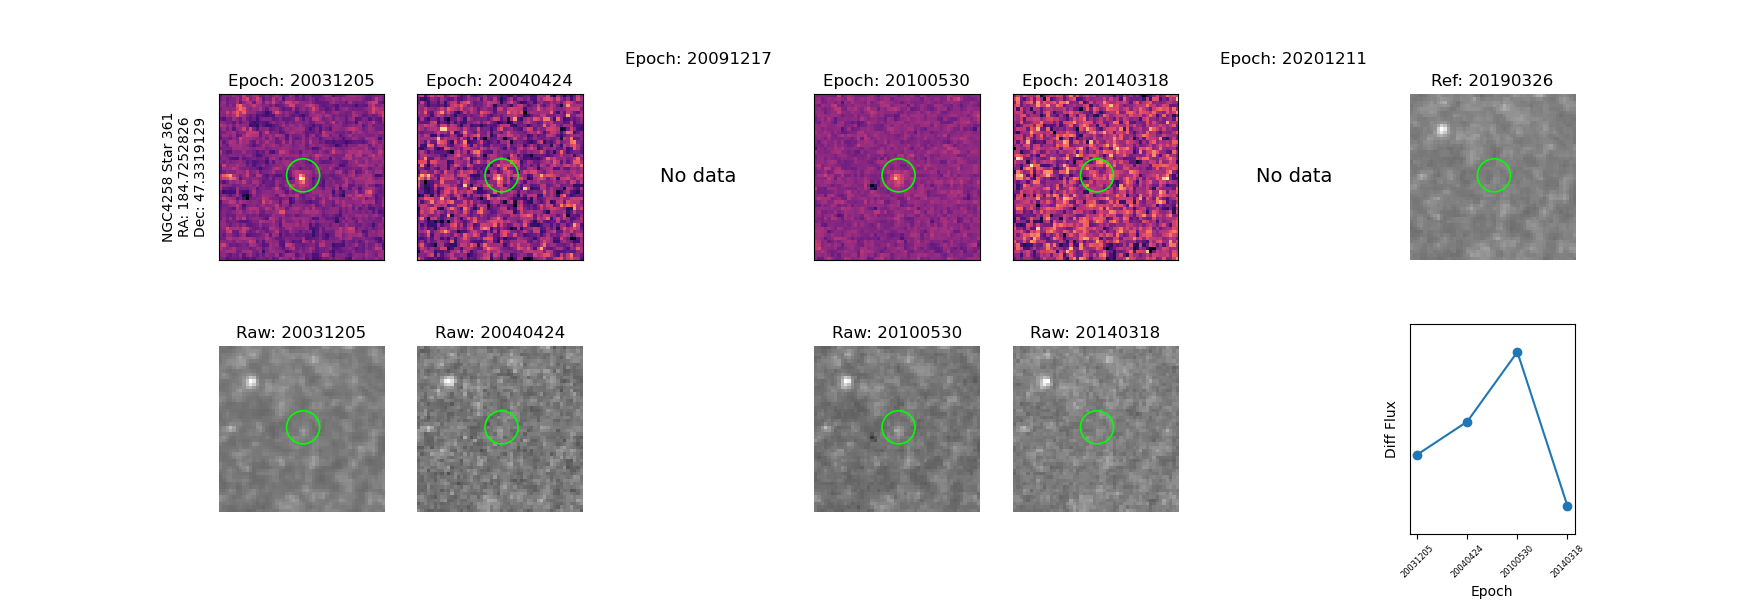 Epoch: 20091217
Epoch: 20201211
Epoch: 20031205
Epoch: 20040424
Epoch: 20100530
Epoch: 20140318
Ref: 20190326
NGC4258 Star 361
RA: 184.7252826
Dec: 47.3319129
No data
No data
Raw: 20031205
Raw: 20040424
Raw: 20100530
Raw: 20140318
Diff Flux
20031205
20040424
20100530
20140318
Epoch